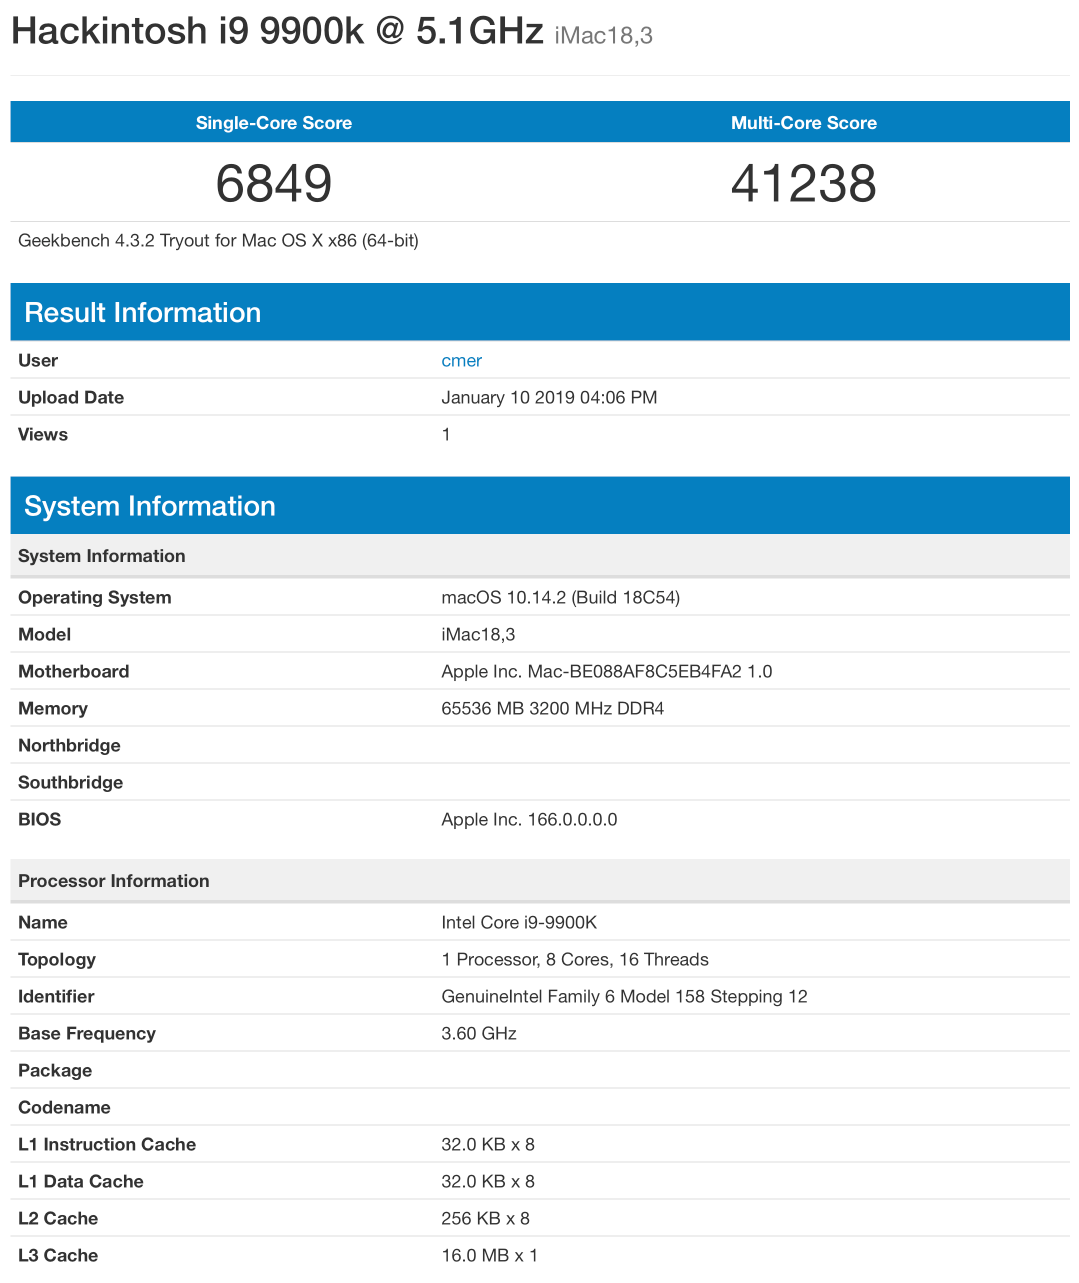 Hackintosh i9 9900k @ 5.1GHz iMac18,3
Single-Core Score Multi-Core Score
6849 41238
Geekbench 4.3.2 Tryout for Mac OS X x86 (64-bit)
Result Information
User cmer
Upload Date January 10 2019 04:06 PM
Views 1
System Information
System Information
Operating System macOS 10.14.2 (Build 18C54)
Model iMac18,3
Motherboard Apple Inc. Mac-BE088AF8C5EB4FA2 1.0
Memory 65536 MB 3200 MHz DDR4
Northbridge
Southbridge
BIOS Apple Inc. 166.0.0.0.0
Processor Information
Name Intel Core i9-9900K
Topology 1 Processor, 8 Cores, 16 Threads
Identifier GenuineIntel Family 6 Model 158 Stepping 12
Base Frequency 3.60 GHz
Package
Codename
L1 Instruction Cache 32.0 KB x 8
L1 Data Cache 32.0 KB x 8
L2 Cache 256 KB x 8
L3 Cache 16.0 MB x 1